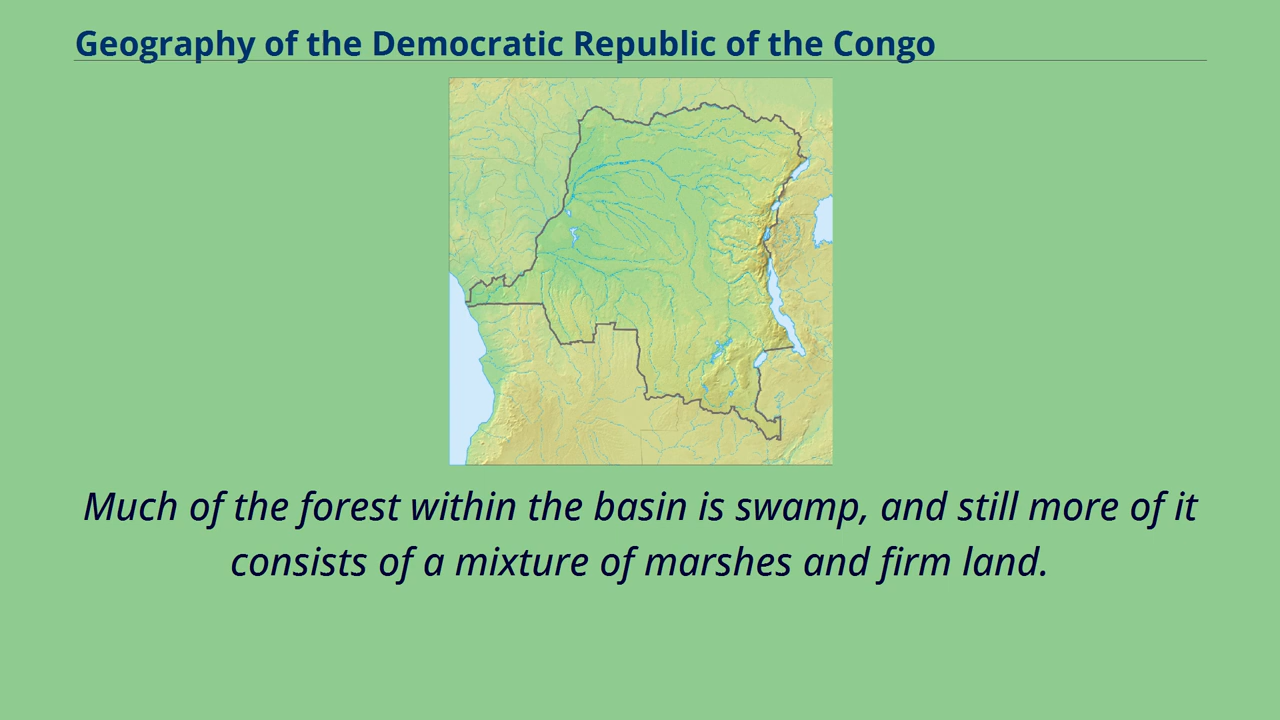 Geography of the Democratic Republic of the Congo
Much of the forest within the basin is swamp, and still more of it
consists of a mixture of marshes and firm land.